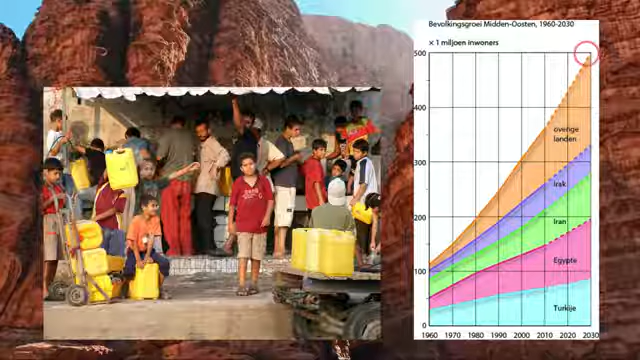 Bevolkingsgroei Midden-Oosten, 1960-2030
× 1 miljoen inwoners
500
400
overige
landen
300
Irak
Iran
200
Egypte
100
Turkije
0
1960 1970 1980 1990 2000 2010 2020 2030